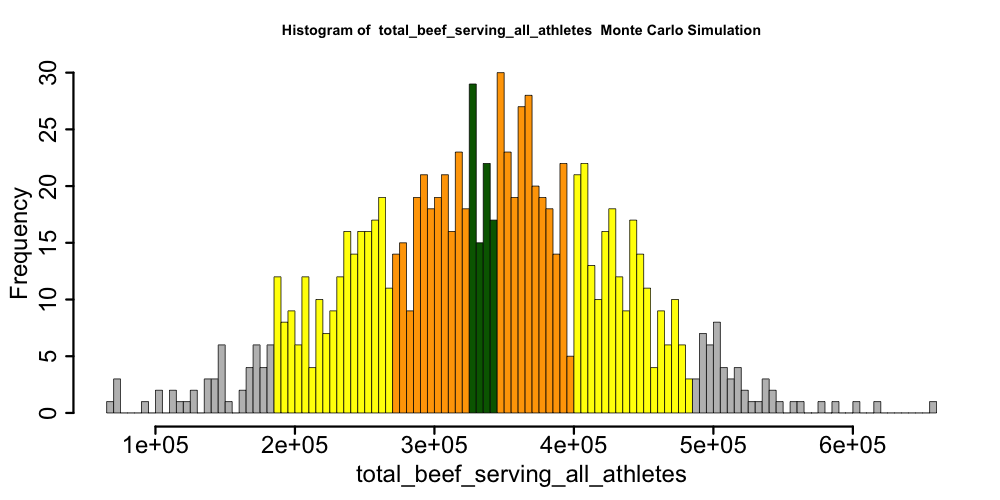 Histogram of  total_beef_serving_all_athletes  Monte Carlo Simulation
30
25
20
15
10
5
0
Frequency
1e+05 2e+05 3e+05 4e+05 5e+05 6e+05
total_beef_serving_all_athletes